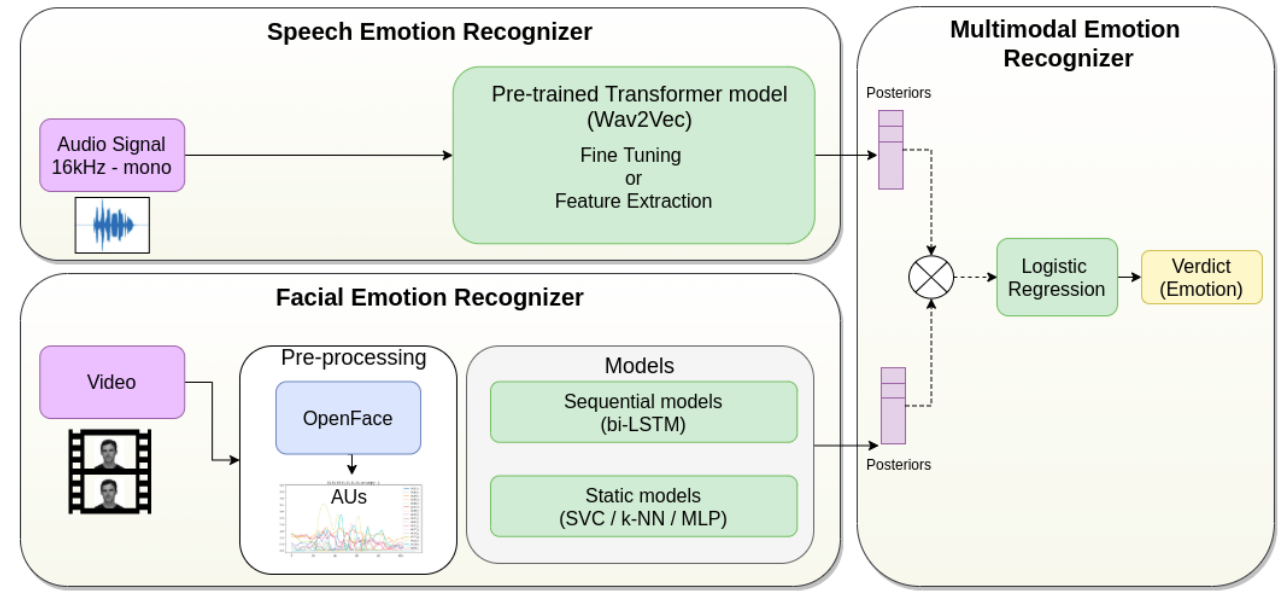 Speech Emotion Recognizer
Audio Signal
16kHz - mono
Pre-trained Transformer model
(Wav2Vec)
Fine Tuning
or
Feature Extraction
Facial Emotion Recognizer
Video
Pre-processing
OpenFace
AUs
Models
Sequential models
(bi-LSTM)
Static models
(SVC / k-NN / MLP)
Multimodal Emotion
Recognizer
Posteriors
Posteriors
Logistic
Regression
Verdict
(Emotion)